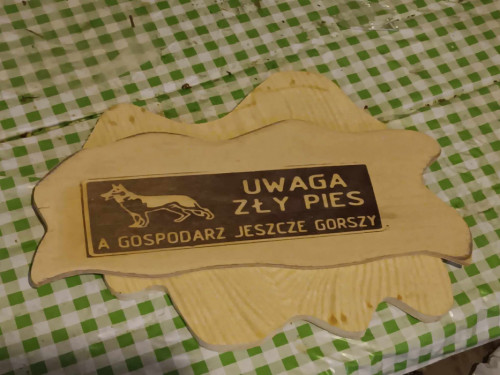 UWAGA
ZŁY PIES
A GOSPODARZ JESZCZE GORSZY